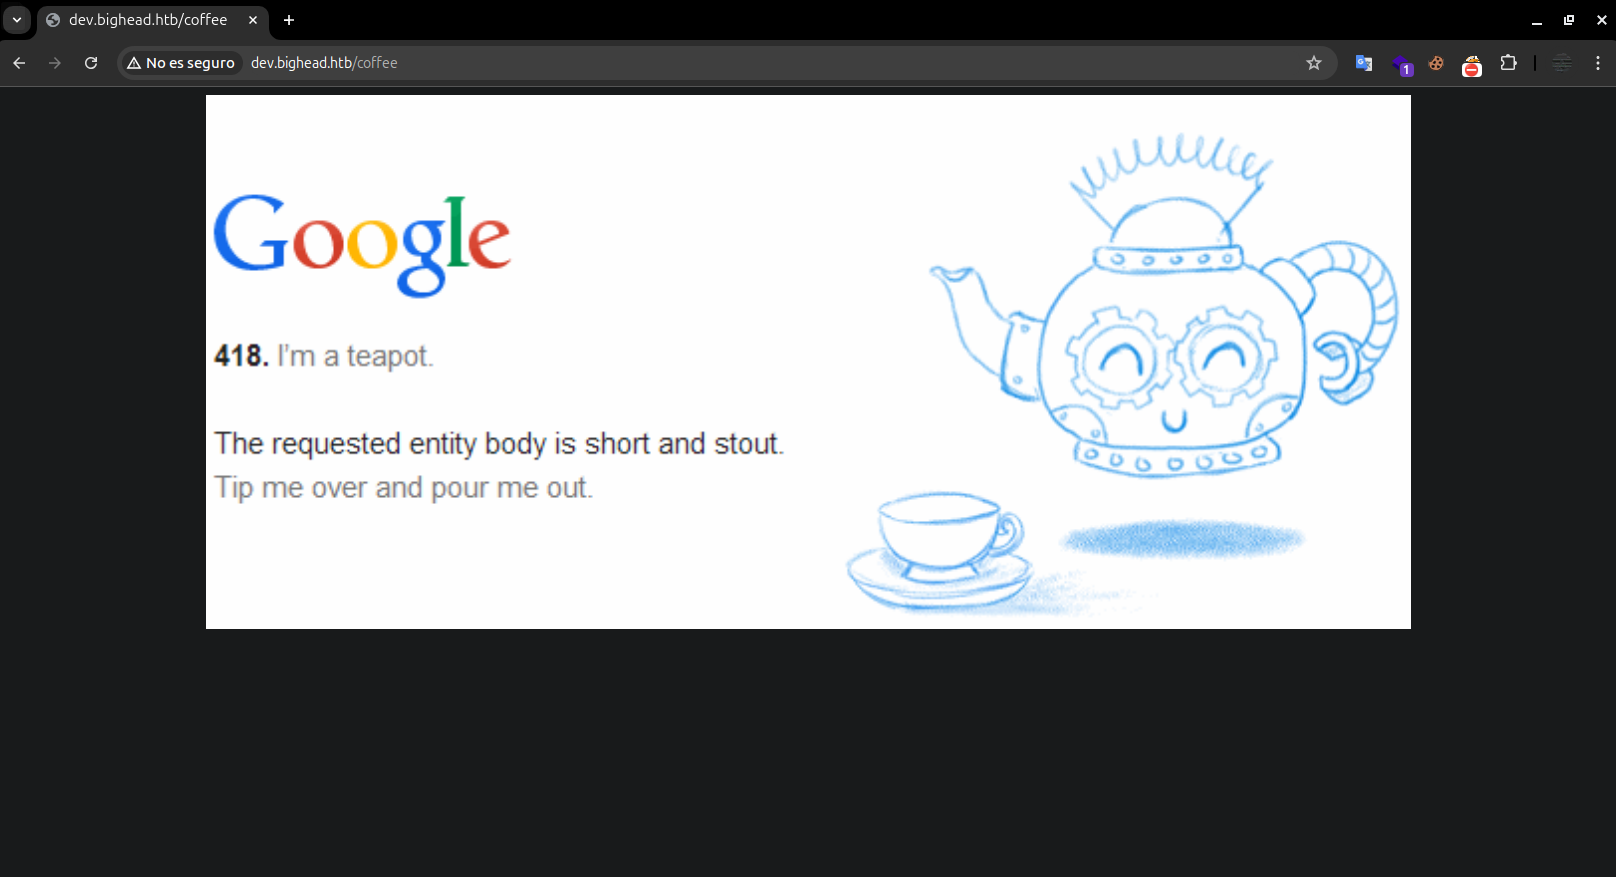 dev.bighead.htb/coffee
No es seguro dev.bighead.htb/coffee
1
Google
418. I'm a teapot.
The requested entity body is short and stout.
Tip me over and pour me out.